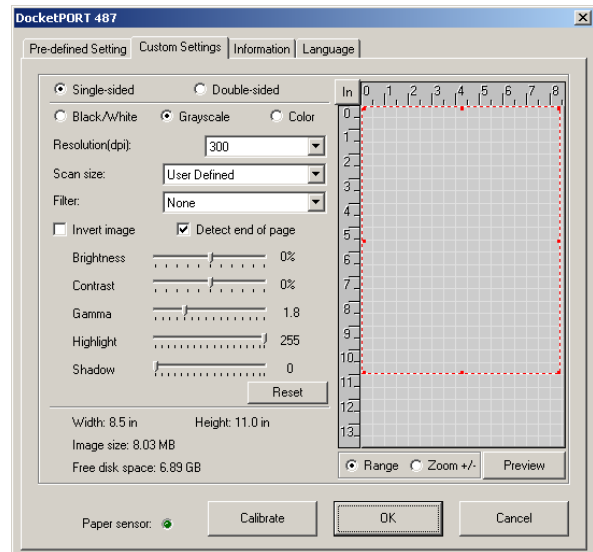 DocketPORT 487
Pre-defined Setting Custom Settings Information Language
Single-sided Double-sided
Black/White Grayscale Color
Resolution(dpi): 300
Scan size: User Defined
Filter: None
Invert image Detect end of page
Brightness 0%
Contrast 0%
Gamma 1.8
Highlight 255
Shadow 0
Reset
Width: 8.5 in Height: 11.0 in
Image size: 8.03 MB
Free disk space: 6.89 GB
In 0 1 2 3 4 5 6 7 8
0
1
2
3
4
5
6
7
8
9
10
11
12
13
Range Zoom +/- Preview
Paper sensor: Calibrate OK Cancel